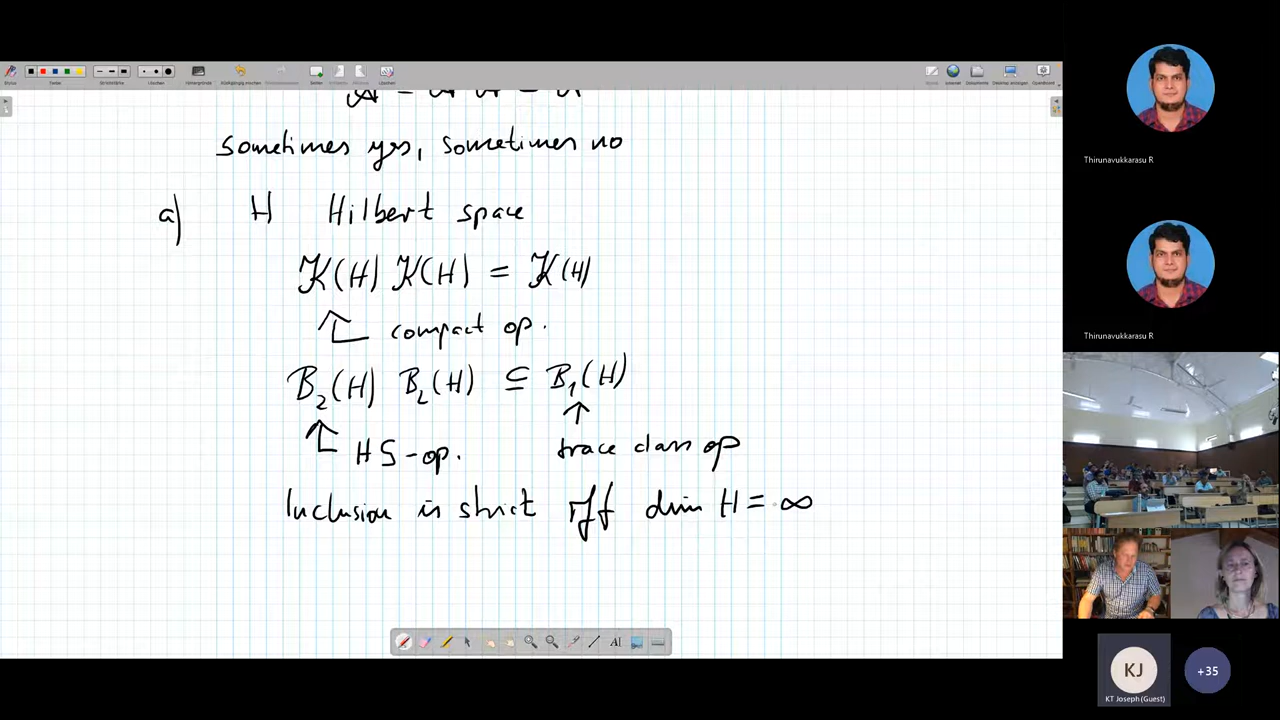 sometimes yes, sometimes no
a) H Hilbert space
K(H) K(H) = K(H)
compact op.
B₂(H) B₂(H) ⊆ B₁(H)
HS-op. trace class op
Inclusion is strict iff dim H = ∞
Thirunavukkarasu R
Thirunavukkarasu R
KJ
+35
KT Joseph (Guest)